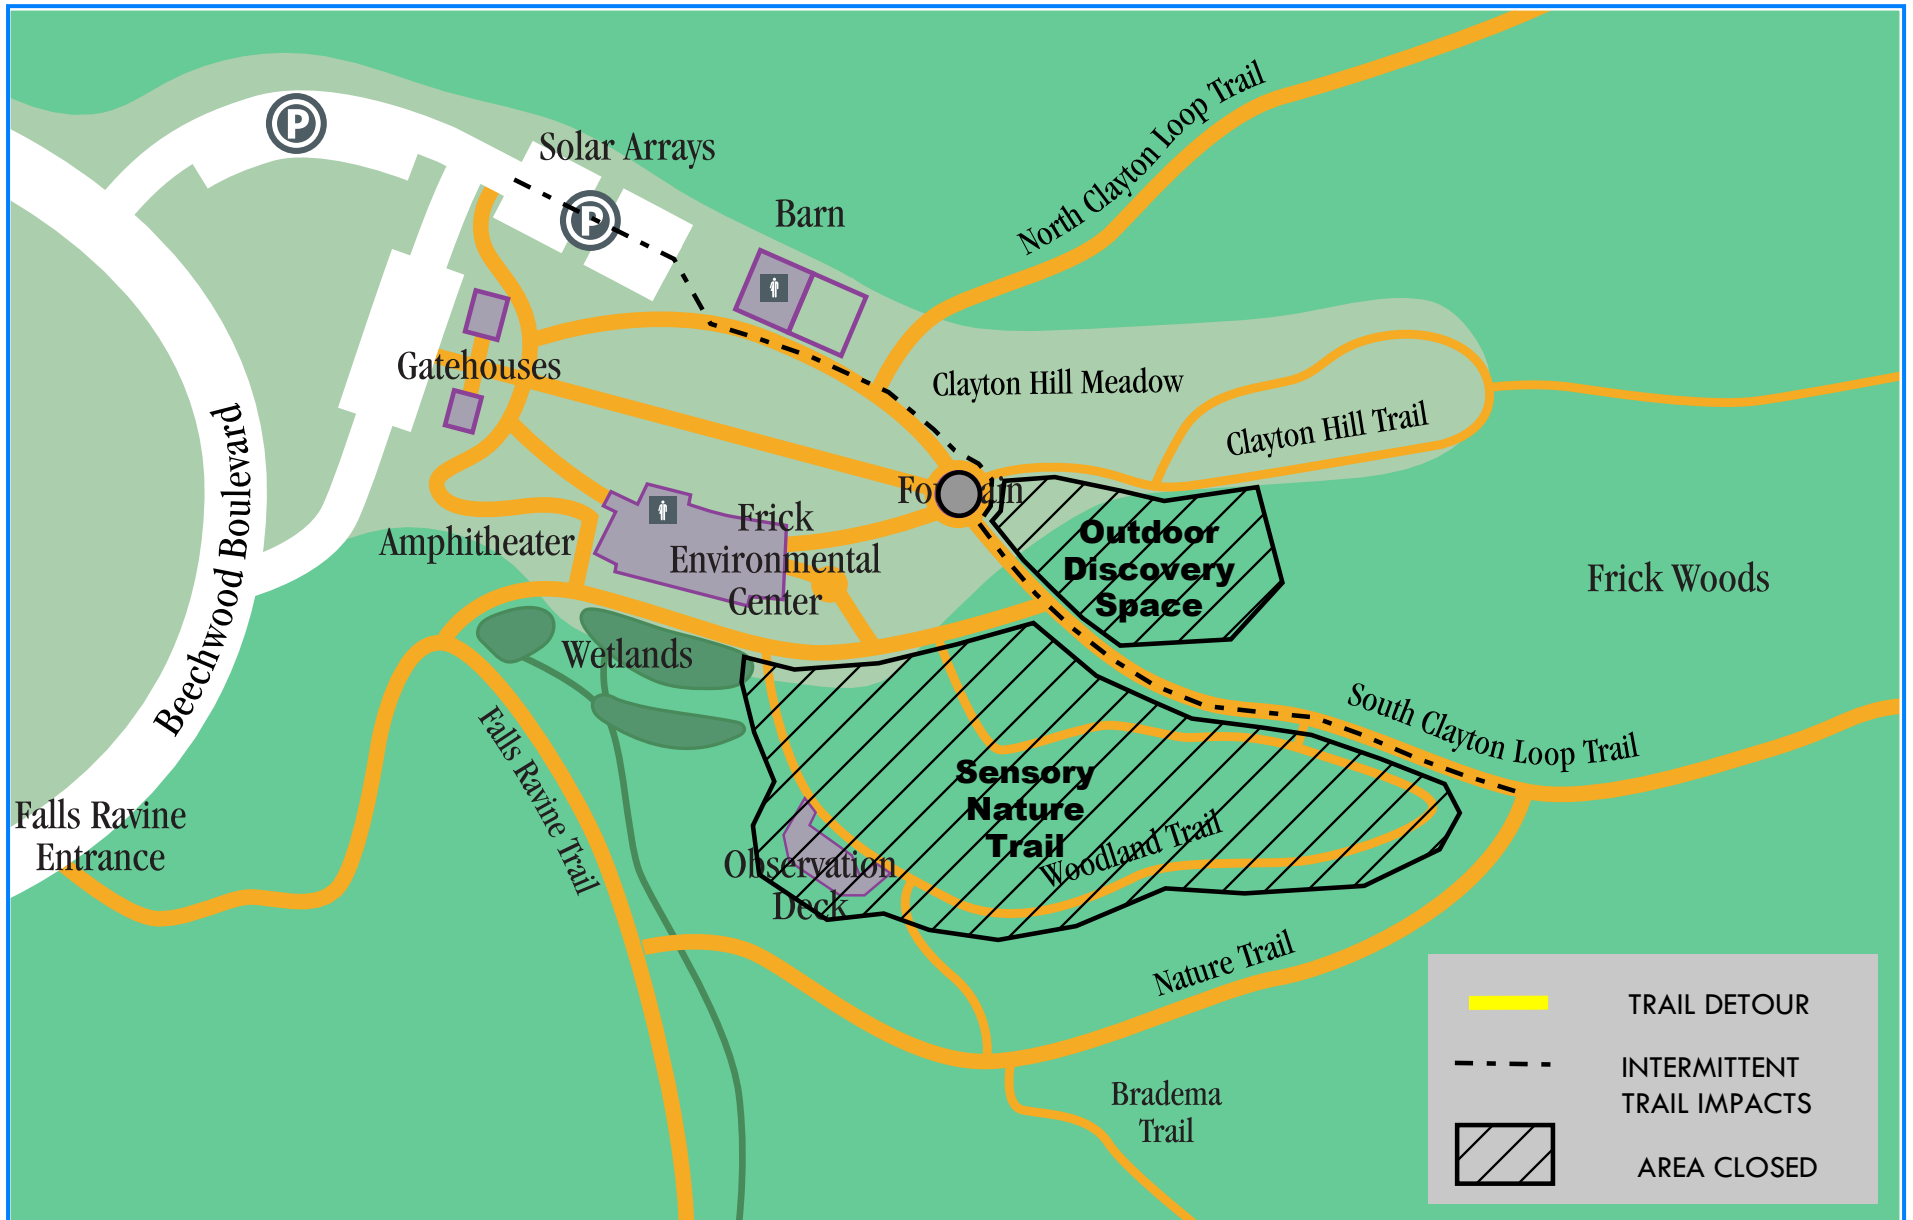 P
Solar Arrays
P
Barn
North Clayton Loop Trail
Gatehouses
Clayton Hill Meadow
Clayton Hill Trail
Beechwood Boulevard
Fountain
Amphitheater
Frick
Environmental
Center
Outdoor
Discovery
Space
Frick Woods
Wetlands
Falls Ravine Trail
South Clayton Loop Trail
Sensory
Nature
Trail
Woodland Trail
Falls Ravine
Entrance
Observation
Deck
Nature Trail
Bradema
Trail
TRAIL DETOUR
INTERMITTENT
TRAIL IMPACTS
AREA CLOSED